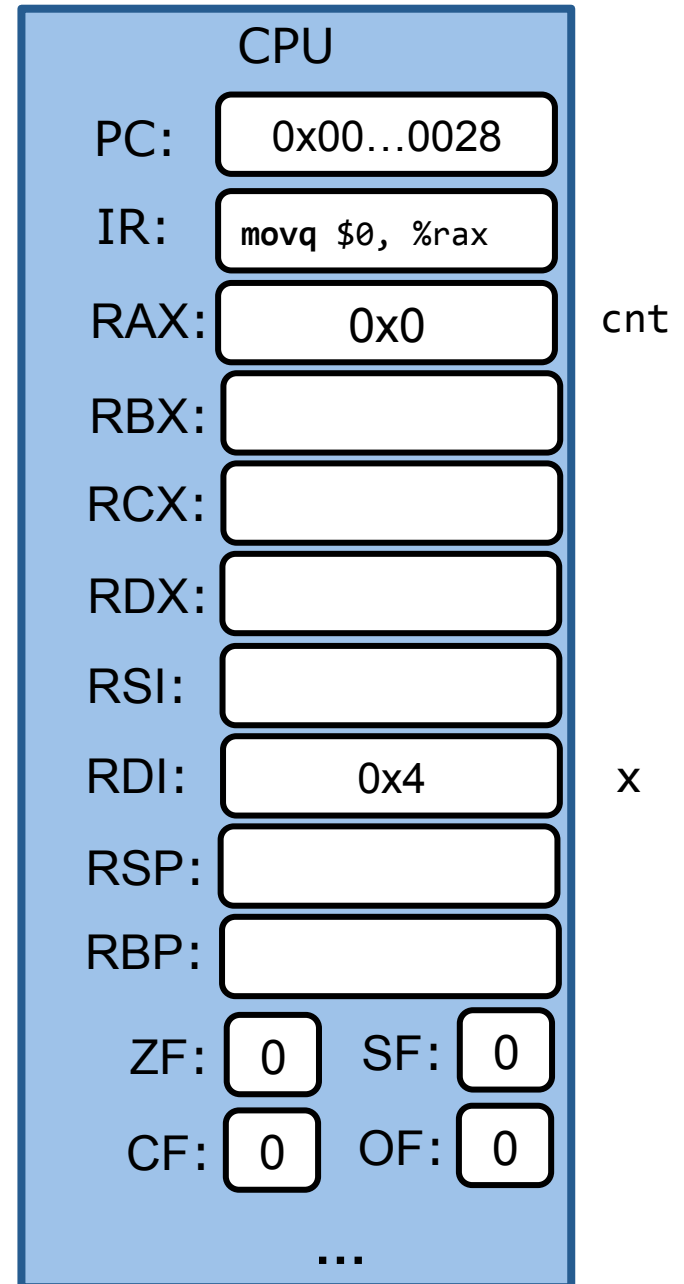 CPU
PC: 0x00...0028
IR: movq $0, %rax
RAX: 0x0 cnt
RBX:
RCX:
RDX:
RSI:
RDI: 0x4 x
RSP:
RBP:
ZF: 0 SF: 0
CF: 0 OF: 0
...